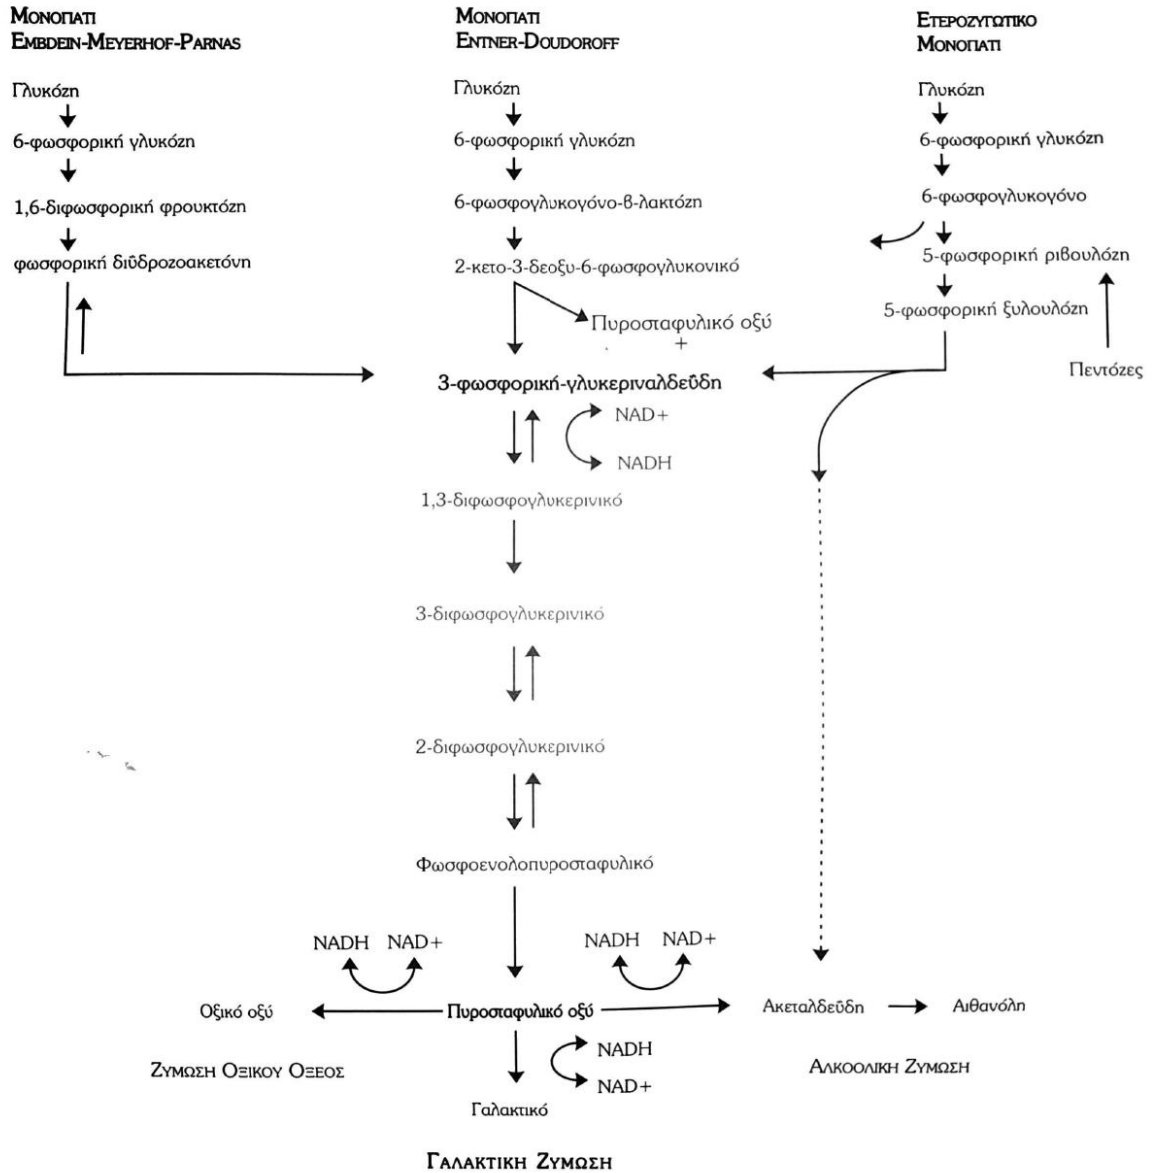 ΜΟΝΟΠΑΤΙ
EMBDEIN-MEYERHOF-PARNAS
Γλυκόζη
6-φωσφορική γλυκόζη
1,6-διφωσφορική φρουκτόζη
φωσφορική διϋδροζοακετόνη
ΜΟΝΟΠΑΤΙ
ENTNER-DOUDOROFF
Γλυκόζη
6-φωσφορική γλυκόζη
6-φωσφογλυκογόνο-β-λακτόζη
2-κετο-3-δεοξυ-6-φωσφογλυκονικό
Πυροσταφυλικό οξύ
+
ΕΤΕΡΟΖΥΓΩΤΙΚΟ
ΜΟΝΟΠΑΤΙ
Γλυκόζη
6-φωσφορική γλυκόζη
6-φωσφογλυκογόνο
5-φωσφορική ριβουλόζη
5-φωσφορική ξυλουλόζη
Πεντόζες
3-φωσφορική-γλυκεριναλδεΰδη
NAD+
NADH
1,3-διφωσφογλυκερινικό
3-διφωσφογλυκερινικό
2-διφωσφογλυκερινικό
Φωσφοενολοπυροσταφυλικό
NADH NAD+
NADH NAD+
Οξικό οξύ
Πυροσταφυλικό οξύ
Ακεταλδεΰδη
Αιθανόλη
ΖΥΜΩΣΗ ΟΞΙΚΟΥ ΟΞΕΟΣ
NADH
NAD+
ΑΛΚΟΟΛΙΚΗ ΖΥΜΩΣΗ
Γαλακτικό
ΓΑΛΑΚΤΙΚΗ ΖΥΜΩΣΗ